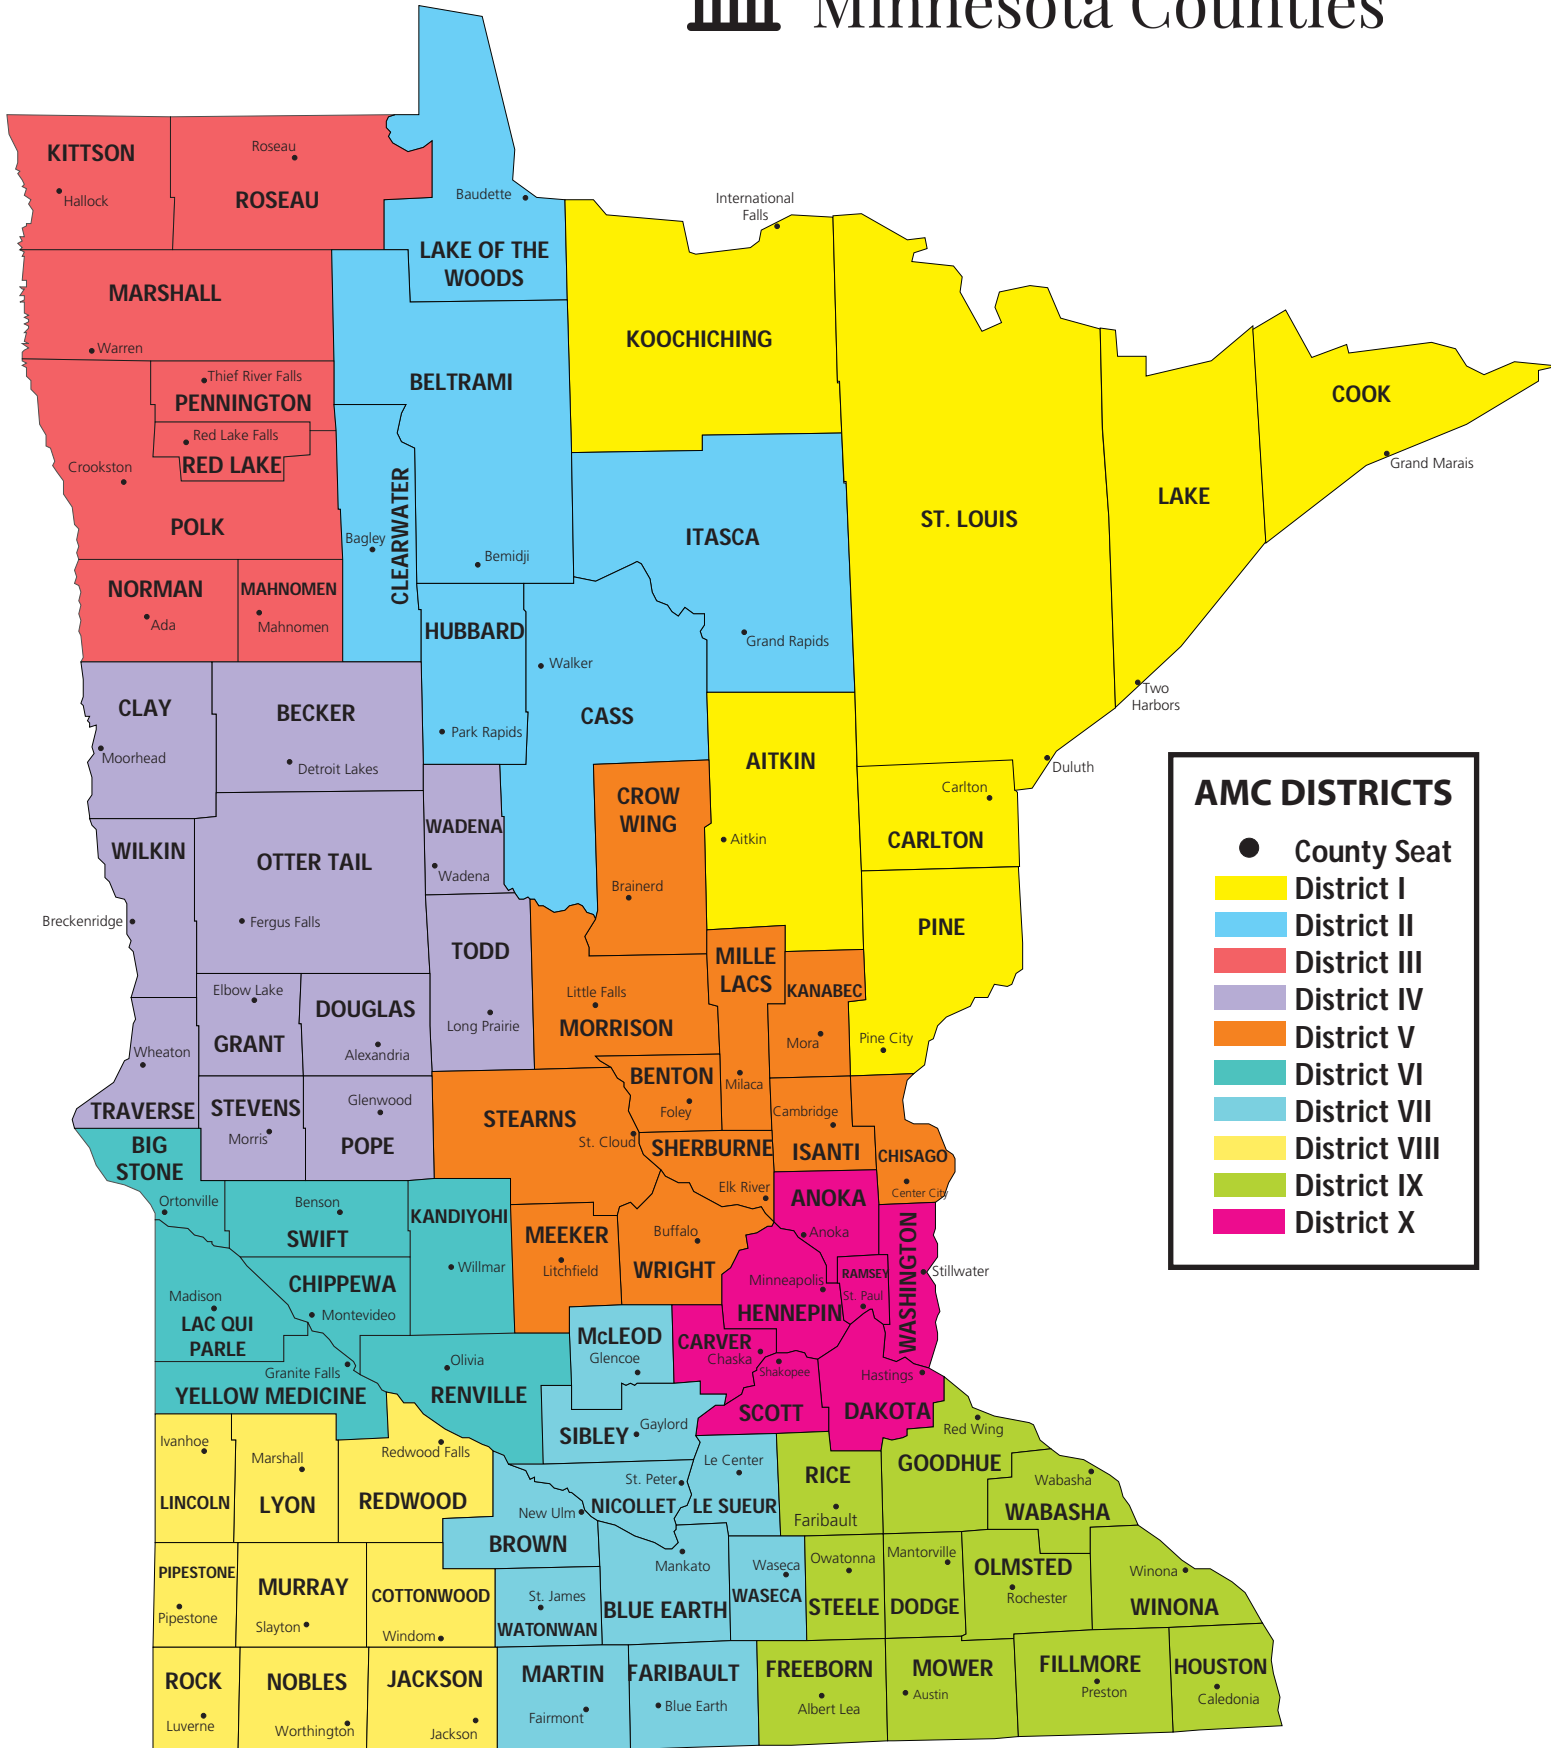 Minnesota Counties
KITTSON
Hallock
Roseau
ROSEAU
Baudette
LAKE OF THE
WOODS
International
Falls
KOOCHICHING
MARSHALL
Warren
Thief River Falls
PENNINGTON
Red Lake Falls
RED LAKE
Crookston
POLK
BELTRAMI
Bemidji
CLEARWATER
Bagley
ITASCA
Grand Rapids
ST. LOUIS
Duluth
LAKE
Two
Harbors
COOK
Grand Marais
NORMAN
Ada
MAHNOMEN
Mahnomen
HUBBARD
Park Rapids
Walker
CASS
CLAY
Moorhead
BECKER
Detroit Lakes
AITKIN
Aitkin
Carlton
CARLTON
CROW
WING
Brainerd
WADENA
Wadena
WILKIN
Breckenridge
OTTER TAIL
Fergus Falls
TODD
Long Prairie
PINE
Pine City
MILLE
LACS
Milaca
KANABEC
Mora
Little Falls
MORRISON
Elbow Lake
GRANT
DOUGLAS
Alexandria
Wheaton
TRAVERSE
STEVENS
Morris
Glenwood
POPE
STEARNS
St. Cloud
BENTON
Foley
SHERBURNE
Elk River
Cambridge
ISANTI
CHISAGO
Center City
BIG
STONE
Ortonville
Benson
SWIFT
KANDIYOHI
Willmar
MEEKER
Litchfield
Buffalo
WRIGHT
ANOKA
Anoka
Minneapolis
HENNEPIN
RAMSEY
St. Paul
WASHINGTON
Stillwater
CHIPPEWA
Montevideo
Madison
LAC QUI
PARLE
Granite Falls
YELLOW MEDICINE
Olivia
RENVILLE
McLEOD
Glencoe
CARVER
Chaska
Shakopee
SCOTT
Hastings
DAKOTA
SIBLEY
Gaylord
Ivanhoe
LINCOLN
Marshall
LYON
Redwood Falls
REDWOOD
New Ulm
BROWN
St. Peter
NICOLLET
Le Center
LE SUEUR
RICE
Faribault
Red Wing
GOODHUE
Wabasha
WABASHA
PIPESTONE
Pipestone
MURRAY
Slayton
COTTONWOOD
Windom
St. James
WATONWAN
Mankato
BLUE EARTH
Waseca
WASECA
Owatonna
STEELE
Mantorville
DODGE
OLMSTED
Rochester
Winona
WINONA
ROCK
Luverne
NOBLES
Worthington
JACKSON
Jackson
MARTIN
Fairmont
FARIBAULT
Blue Earth
FREEBORN
Albert Lea
MOWER
Austin
FILLMORE
Preston
HOUSTON
Caledonia
AMC DISTRICTS
County Seat
District I
District II
District III
District IV
District V
District VI
District VII
District VIII
District IX
District X